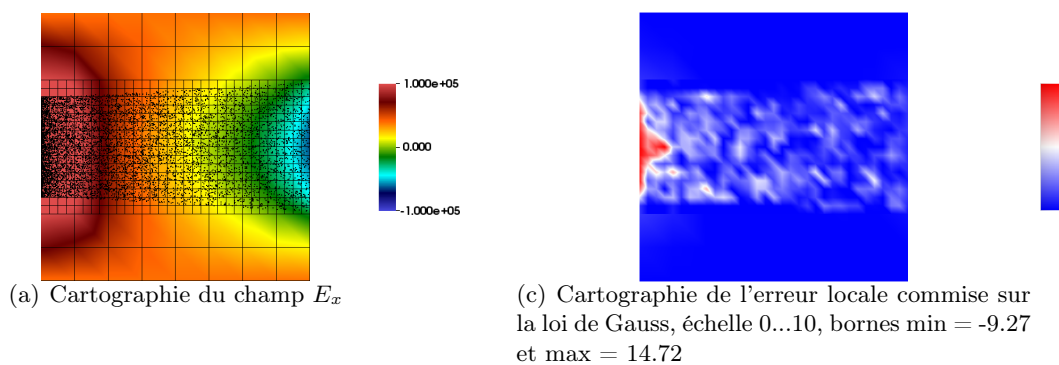 1.000e+05
0.000
-1.000e+05
(a) Cartographie du champ E_x
(c) Cartographie de l'erreur locale commise sur
la loi de Gauss, échelle 0...10, bornes min = -9.27
et max = 14.72